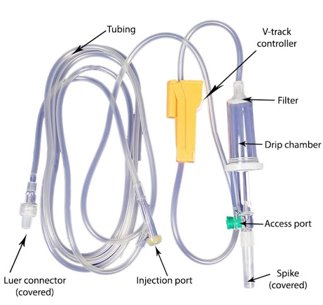 Tubing
V-track
controller
Filter
Drip chamber
Access port
Luer connector
(covered)
Injection port
Spike
(covered)